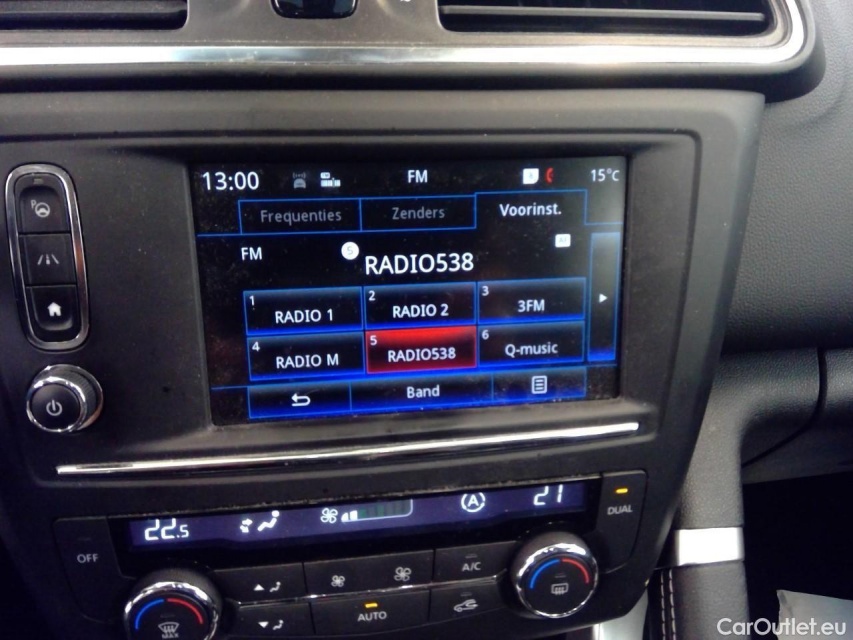 13:00 FM 15°C
Frequenties Zenders Voorinst.
FM 5 RADIO538
1 RADIO 1 2 RADIO 2 3 3FM
4 RADIO M 5 RADIO538 6 Q-music
Band
22.5 A 21
OFF DUAL
A/C
AUTO
MAX
CarOutlet.eu